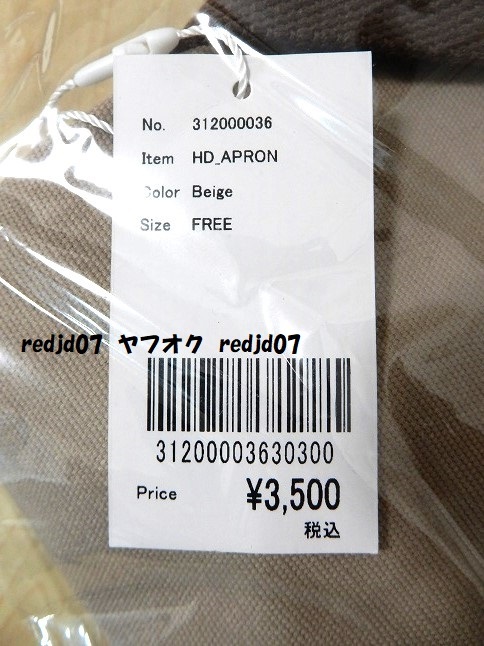 No. 312000036
Item HD_APRON
Color Beige
Size FREE
redjd07 ヤフオク redjd07
31200003630300
Price ¥3,500
税込